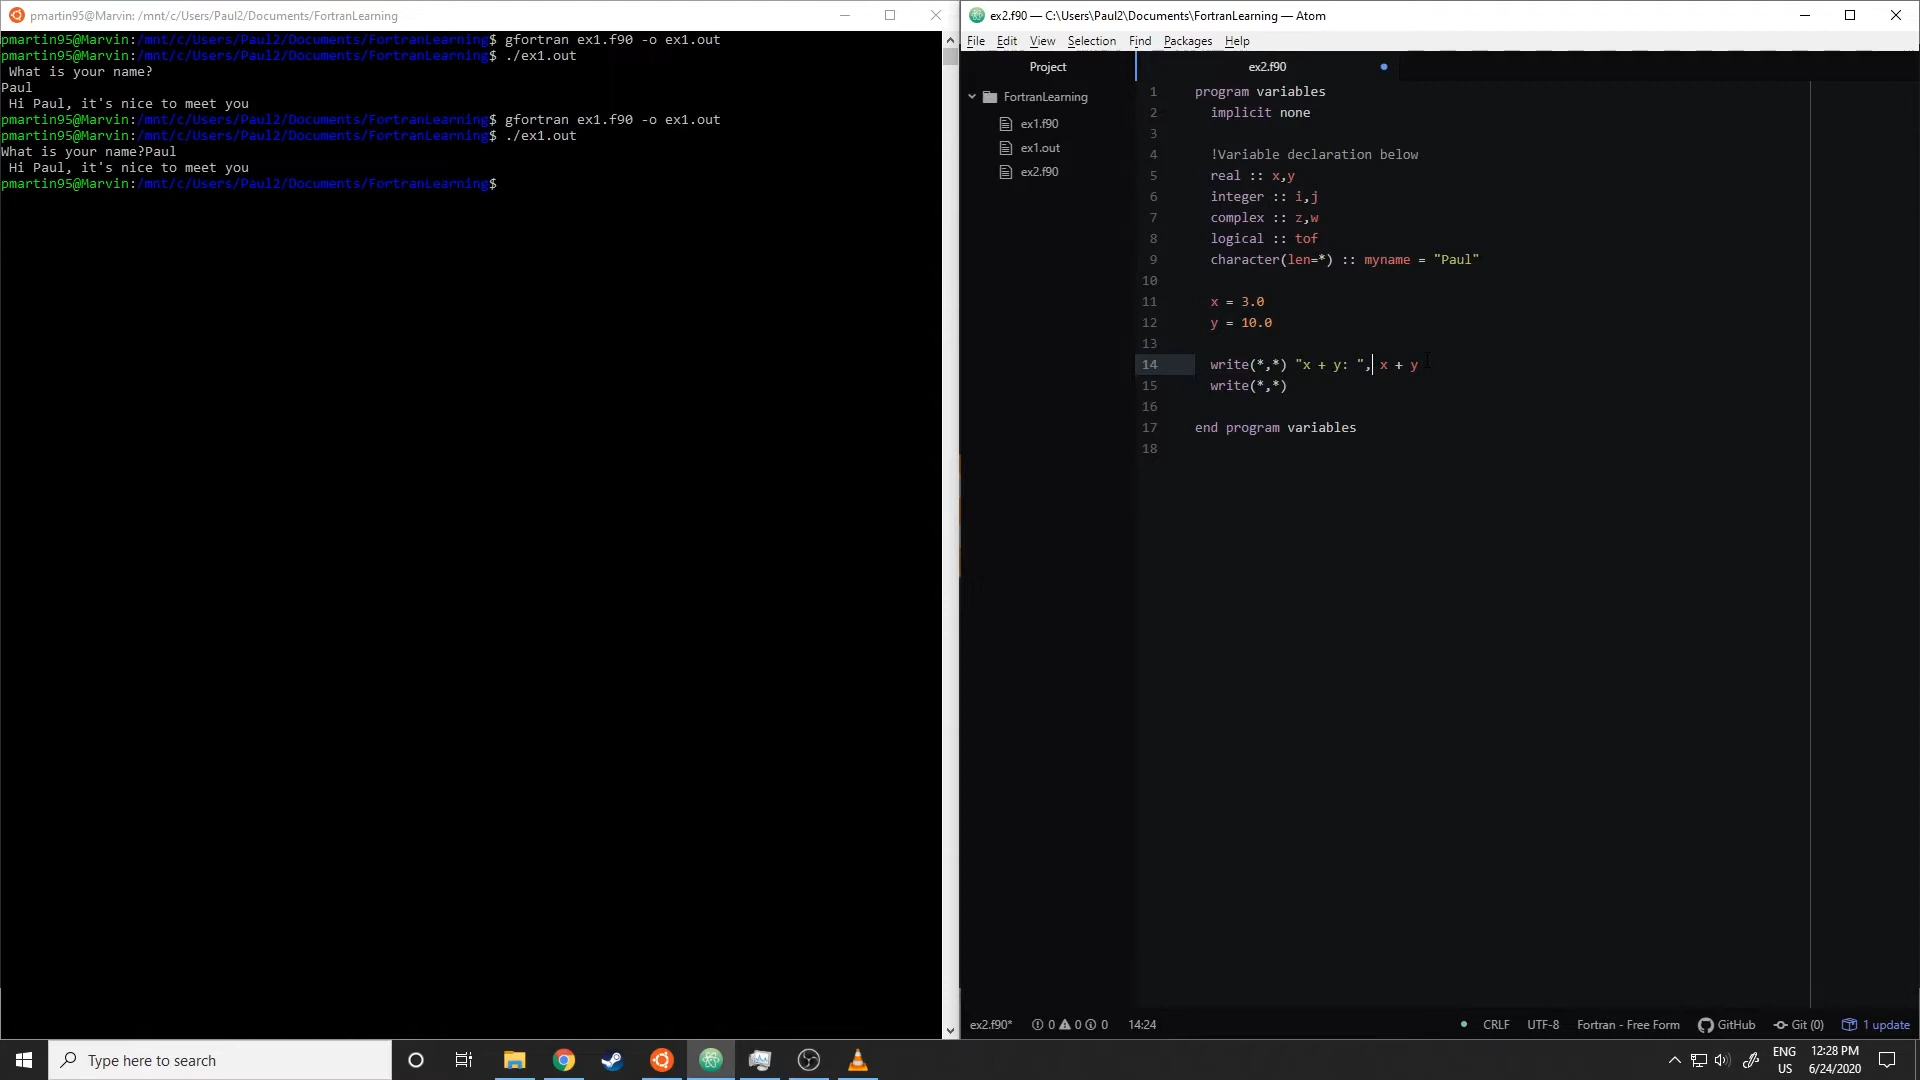 pmartin95@Marvin: /mnt/c/Users/Paul2/Documents/FortranLearning
pmartin95@Marvin:/mnt/c/Users/Paul2/Documents/FortranLearning$ gfortran ex1.f90 -o ex1.out
pmartin95@Marvin:/mnt/c/Users/Paul2/Documents/FortranLearning$ ./ex1.out
What is your name?
Paul
Hi Paul, it's nice to meet you
pmartin95@Marvin:/mnt/c/Users/Paul2/Documents/FortranLearning$ gfortran ex1.f90 -o ex1.out
pmartin95@Marvin:/mnt/c/Users/Paul2/Documents/FortranLearning$ ./ex1.out
What is your name?Paul
Hi Paul, it's nice to meet you
pmartin95@Marvin:/mnt/c/Users/Paul2/Documents/FortranLearning$
ex2.f90 — C:\Users\Paul2\Documents\FortranLearning — Atom
File Edit View Selection Find Packages Help
Project
FortranLearning
ex1.f90
ex1.out
ex2.f90
ex2.f90
1 program variables
2 implicit none
3
4 !Variable declaration below
5 real :: x,y
6 integer :: i,j
7 complex :: z,w
8 logical :: tof
9 character(len=*) :: myname = "Paul"
10
11 x = 3.0
12 y = 10.0
13
14 write(*,*) "x + y: ", x + y
15 write(*,*)
16
17 end program variables
18
ex2.f90* 0 0 0 14:24 CRLF UTF-8 Fortran - Free Form GitHub Git (0) 1 update
Type here to search
ENG
US
12:28 PM
6/24/2020